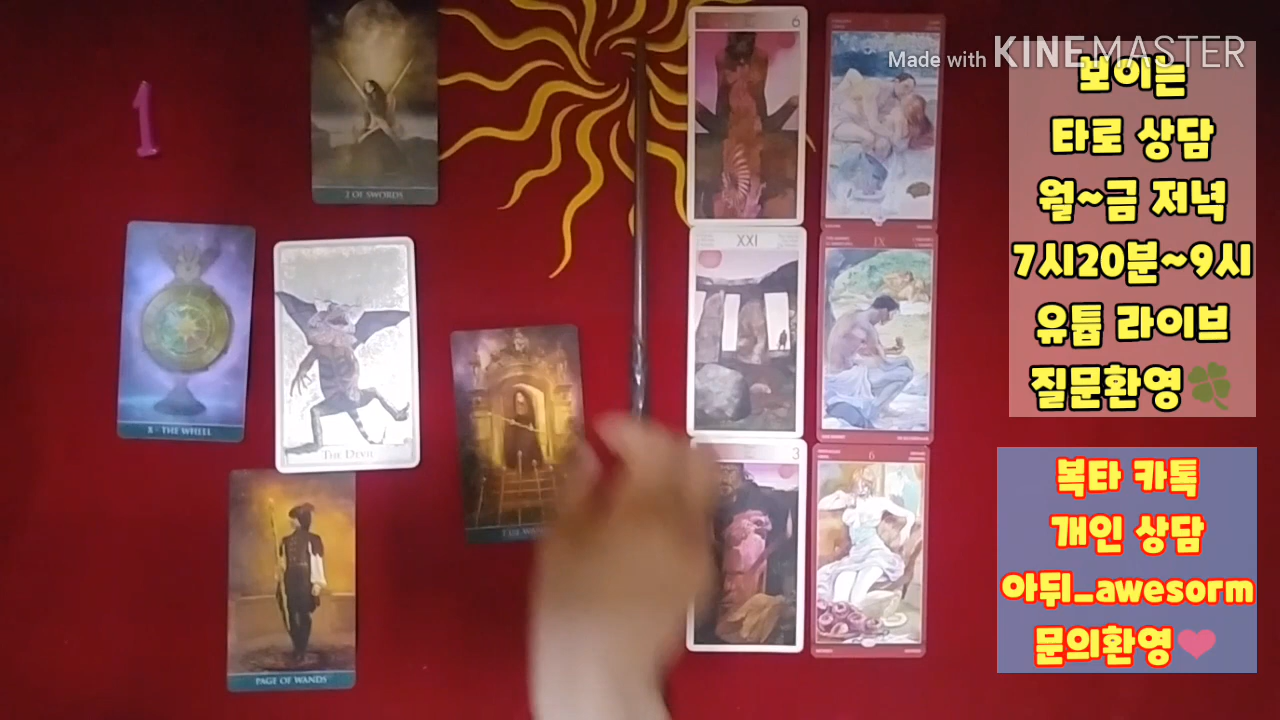 Made with KINEMASTER
보이는
타로 상담
월~금 저녁
7시20분~9시
유튭 라이브
질문환영🍀
복타 카톡
개인 상담
아뒤_awesorm
문의환영❤
1
2 OF SWORDS
THE WHEEL
THE DEVIL
OF WANDS
PAGE OF WANDS
6
XXI
3
IX
6